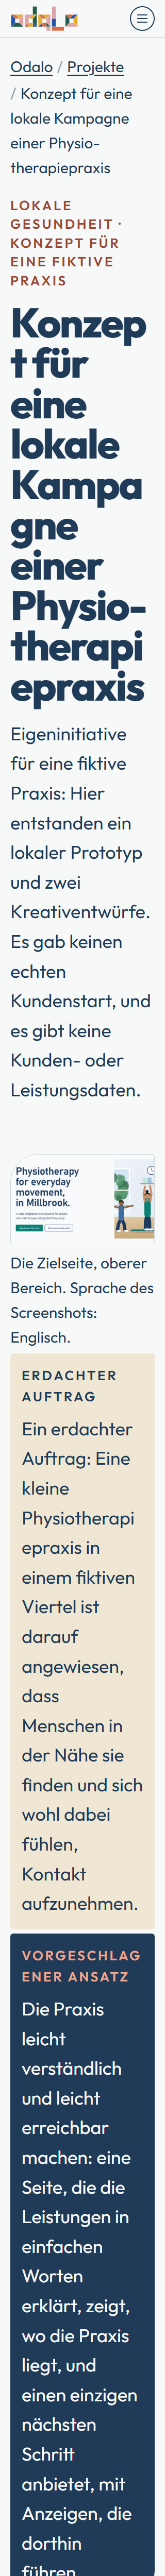 odalo
Odalo / Projekte
/ Konzept für eine
lokale Kampagne
einer Physio-
therapiepraxis
LOKALE
GESUNDHEIT ·
KONZEPT FÜR
EINE FIKTIVE
PRAXIS
Konzep
t für
eine
lokale
Kampa
gne
einer
Physio-
therapi
epraxis
Eigeninitiative
für eine fiktive
Praxis: Hier
entstanden ein
lokaler Prototyp
und zwei
Kreativentwürfe.
Es gab keinen
echten
Kundenstart, und
es gibt keine
Kunden- oder
Leistungsdaten.
Physiotherapy
for everyday
movement,
in Millbrook.
Die Zielseite, oberer
Bereich. Sprache des
Screenshots:
Englisch.
ERDACHTER
AUFTRAG
Ein erdachter
Auftrag: Eine
kleine
Physiotherapi
epraxis in
einem fiktiven
Viertel ist
darauf
angewiesen,
dass
Menschen in
der Nähe sie
finden und sich
wohl dabei
fühlen,
Kontakt
aufzunehmen.
VORGESCHLAG
ENER ANSATZ
Die Praxis
leicht
verständlich
und leicht
erreichbar
machen: eine
Seite, die die
Leistungen in
einfachen
Worten
erklärt, zeigt,
wo die Praxis
liegt, und
einen einzigen
nächsten
Schritt
anbietet, mit
Anzeigen, die
dorthin
führen